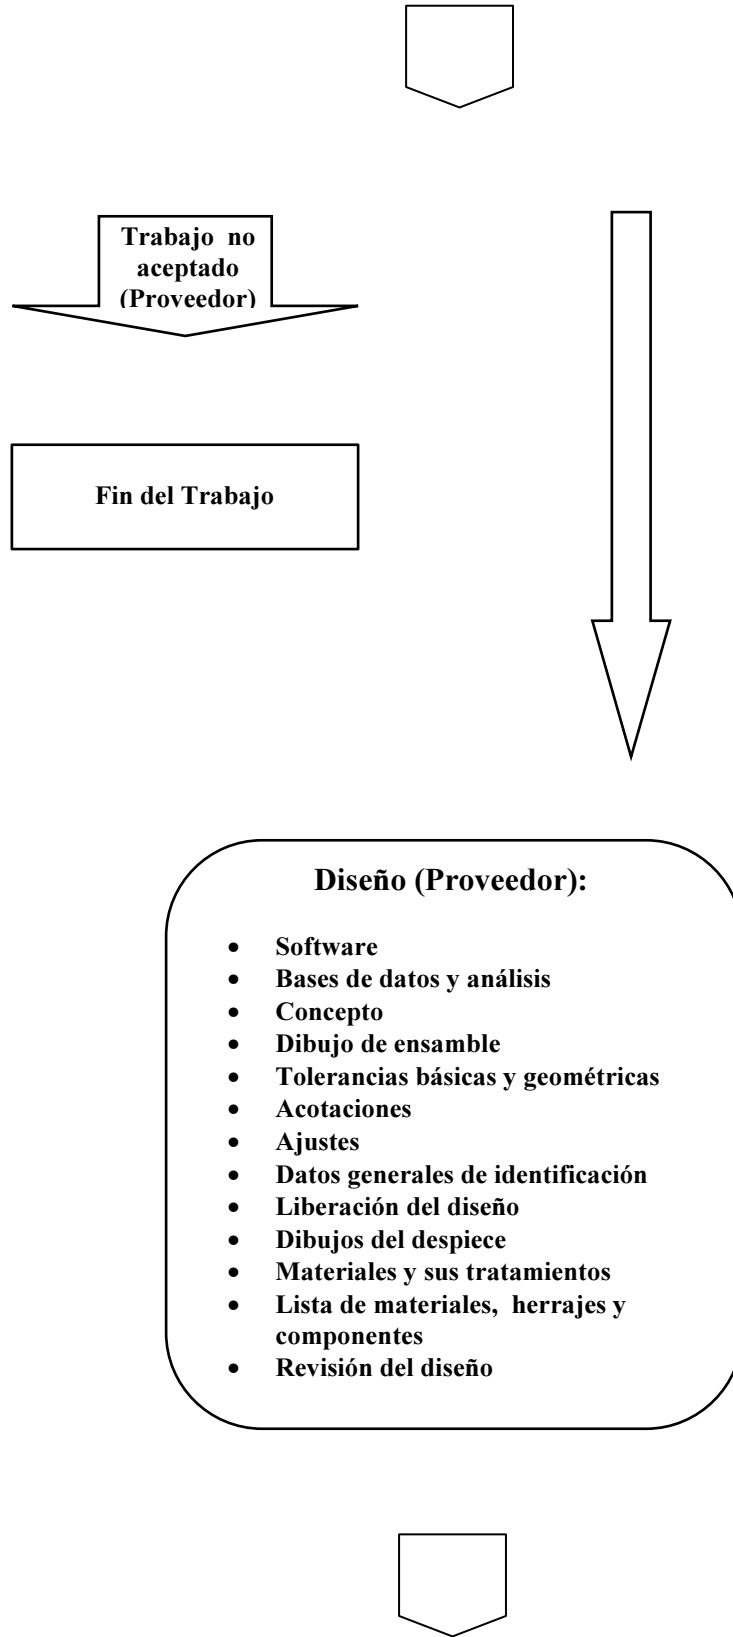 Trabajo no
aceptado
(Proveedor)
Fin del Trabajo
Diseño (Proveedor):
• Software
• Bases de datos y análisis
• Concepto
• Dibujo de ensamble
• Tolerancias básicas y geométricas
• Acotaciones
• Ajustes
• Datos generales de identificación
• Liberación del diseño
• Dibujos del despiece
• Materiales y sus tratamientos
• Lista de materiales, herrajes y
componentes
• Revisión del diseño